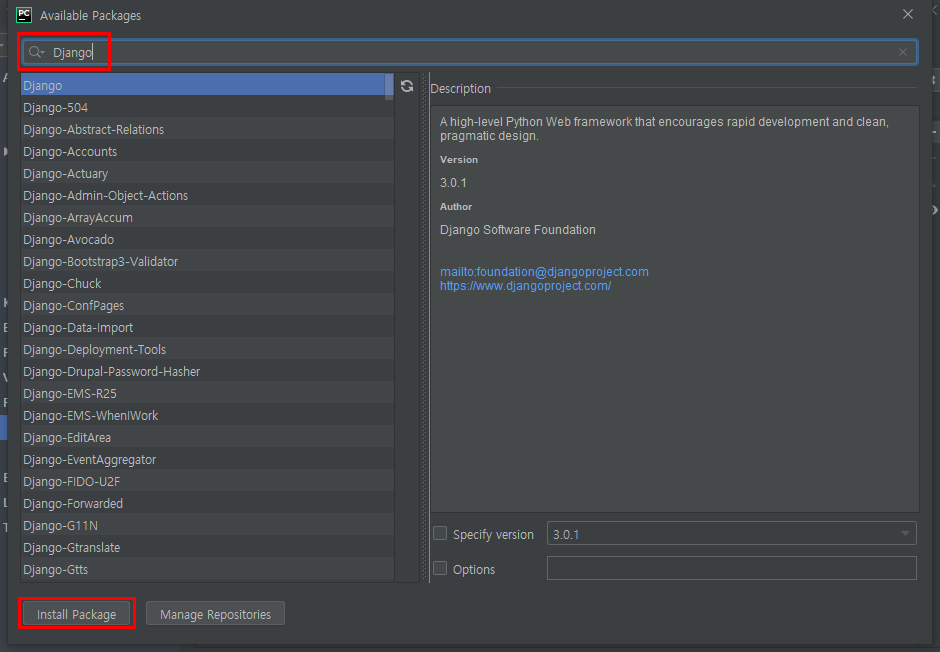 PC Available Packages
Django
Django
Django-504
Django-Abstract-Relations
Django-Accounts
Django-Actuary
Django-Admin-Object-Actions
Django-ArrayAccum
Django-Avocado
Django-Bootstrap3-Validator
Django-Chuck
Django-ConfPages
Django-Data-Import
Django-Deployment-Tools
Django-Drupal-Password-Hasher
Django-EMS-R25
Django-EMS-WhenIWork
Django-EditArea
Django-EventAggregator
Django-FIDO-U2F
Django-Forwarded
Django-G11N
Django-Gtranslate
Django-Gtts
Description
A high-level Python Web framework that encourages rapid development and clean,
pragmatic design.
Version
3.0.1
Author
Django Software Foundation
mailto:foundation@djangoproject.com
https://www.djangoproject.com/
Specify version 3.0.1
Options
Install Package Manage Repositories